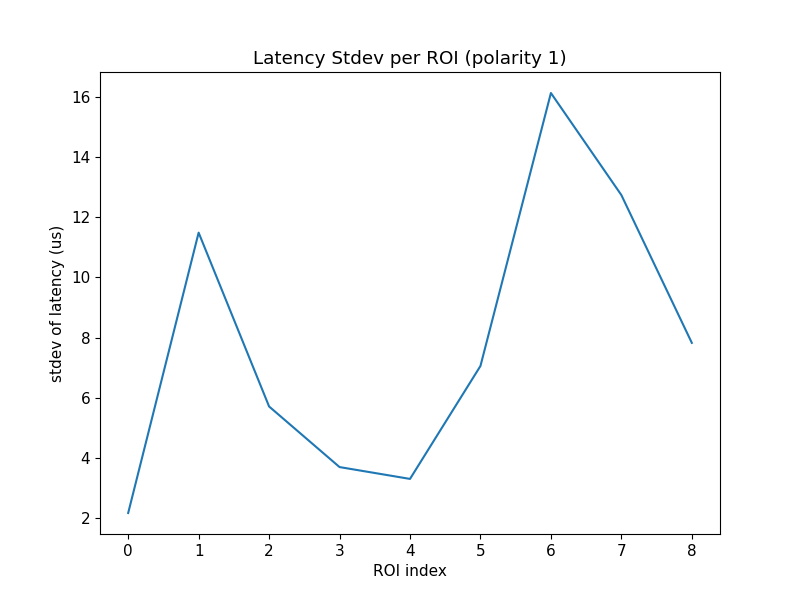 Latency Stdev per ROI (polarity 1)
stdev of latency (us)
16
14
12
10
8
6
4
2
0 1 2 3 4 5 6 7 8
ROI index